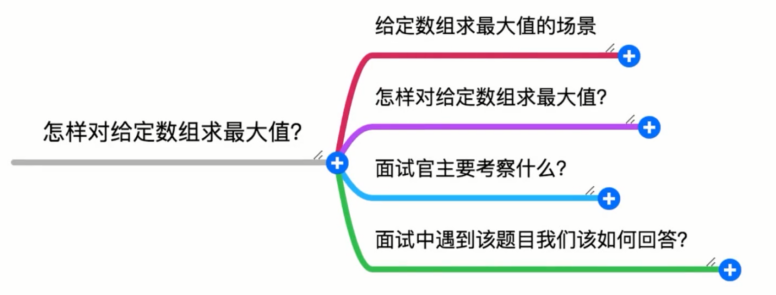 给定数组求最大值的场景
怎样对给定数组求最大值?
怎样对给定数组求最大值?
面试官主要考察什么?
面试中遇到该题目我们该如何回答?